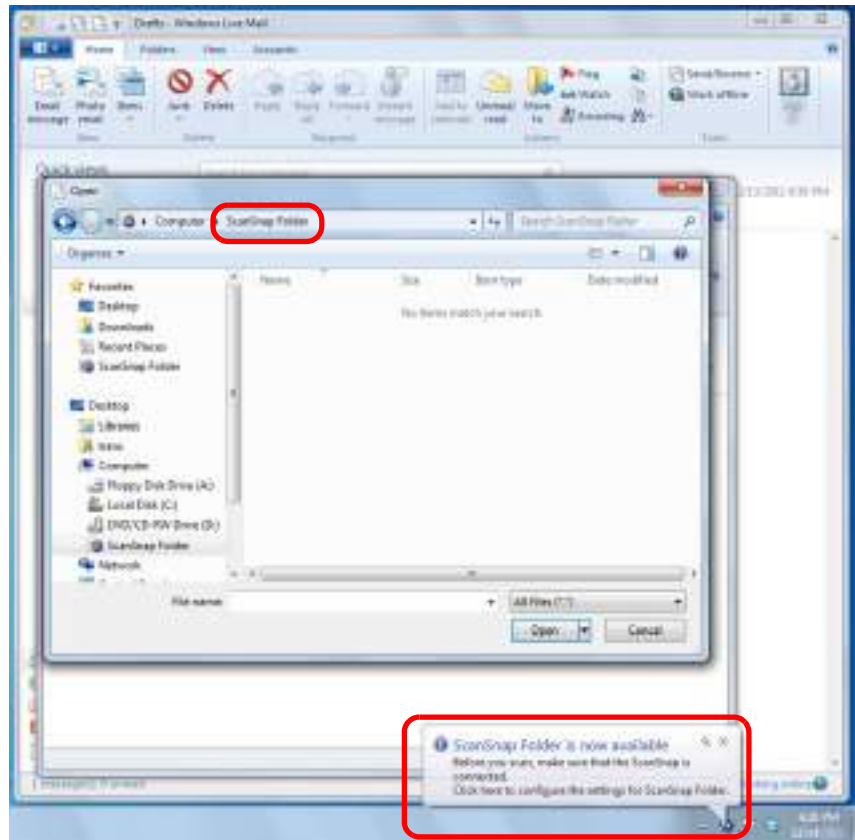 Drafts - Windows Live Mail
Home Folders View Accounts
Email message
Photo email
Items
Junk
Delete
Reply
Reply all
Forward
Instant message
Unread/read
Move to
Flag
Watch
Encoding
Send/Receive
Work offline
New Delete Respond Actions Tools
Quick views
Open
Computer ScanSnap Folder
Search ScanSnap Folder
Organize
Name Size Item type Date modified
No items match your search.
Favorites
Desktop
Downloads
Recent Places
ScanSnap Folder
Desktop
Libraries
Computer
Floppy Disk Drive (A:)
Local Disk (C:)
DVD/CD-RW Drive (D:)
ScanSnap Folder
Network
File name:
All Files (*.*)
Open Cancel
ScanSnap Folder is now available
Before you scan, make sure that the ScanSnap is
connected.
Click here to configure the settings for ScanSnap Folder.